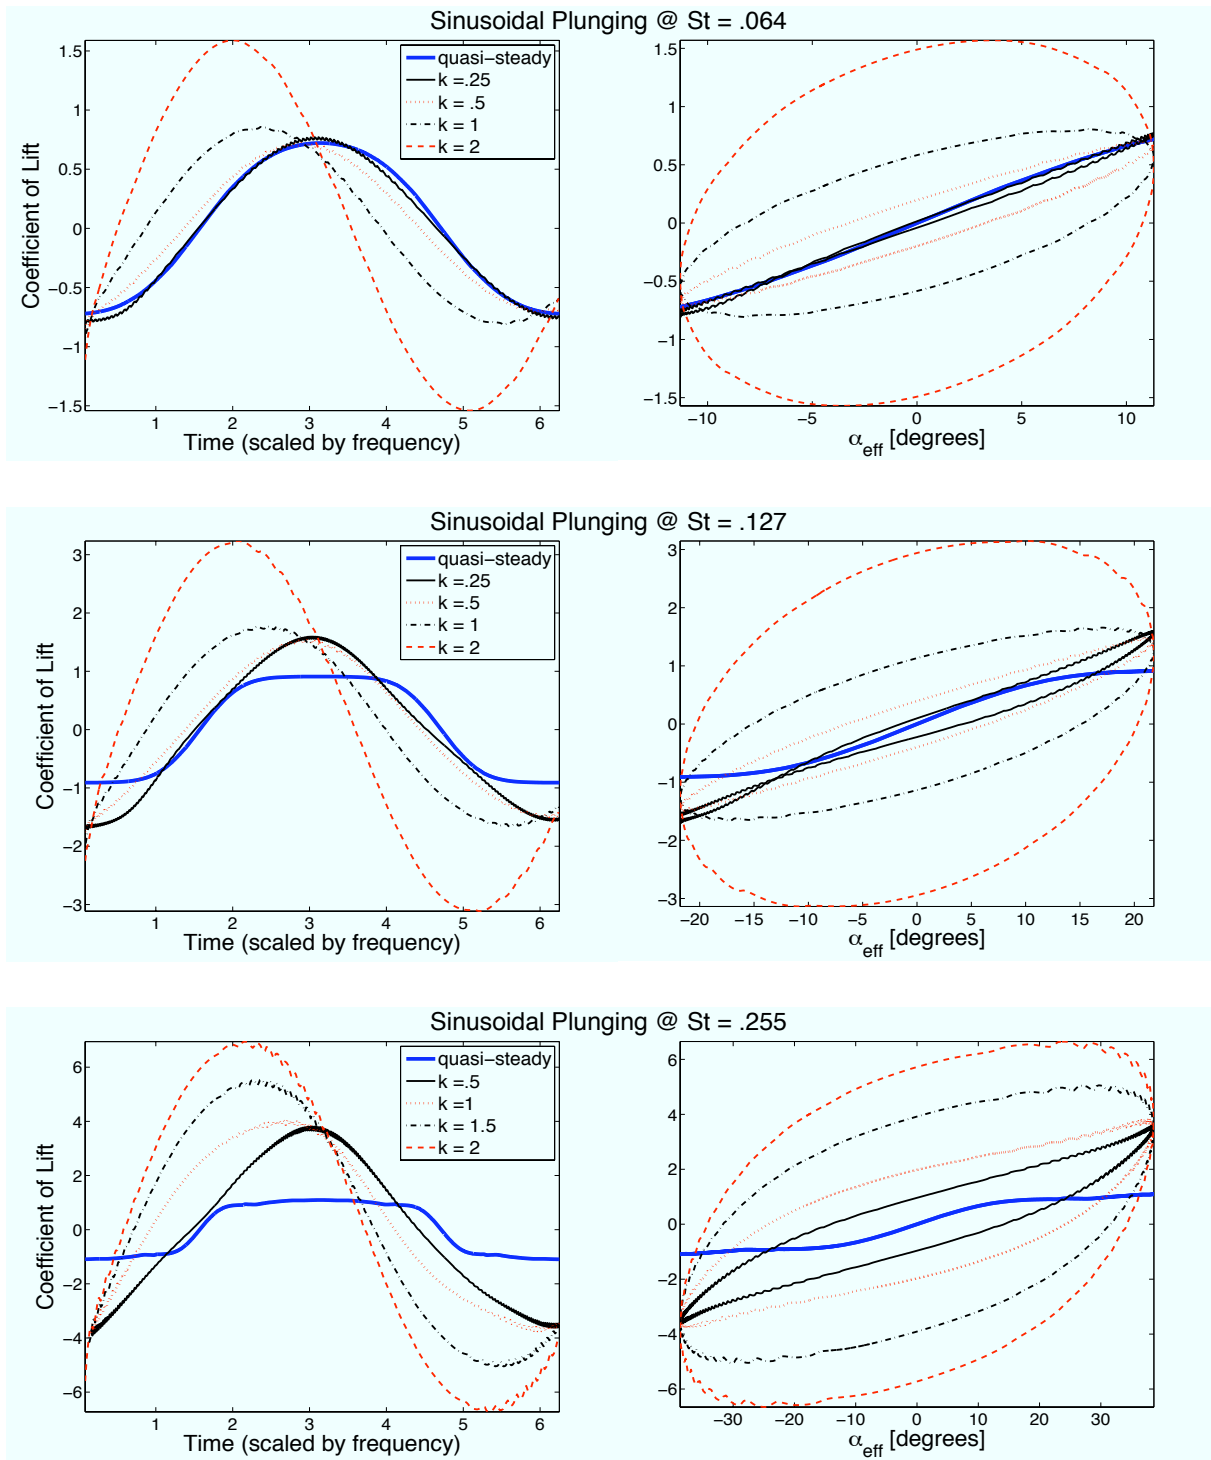 Sinusoidal Plunging @ St = .064
Coefficient of Lift
1.5
1
0.5
0
−0.5
−1
−1.5
quasi−steady
k =.25
k = .5
k = 1
k = 2
1 2 3 4 5 6
Time (scaled by frequency)
1.5
1
0.5
0
−0.5
−1
−1.5
−10 −5 0 5 10
αeff [degrees]
Sinusoidal Plunging @ St = .127
Coefficient of Lift
3
2
1
0
−1
−2
−3
quasi−steady
k =.25
k =.5
k = 1
k = 2
1 2 3 4 5 6
Time (scaled by frequency)
3
2
1
0
−1
−2
−3
−20 −15 −10 −5 0 5 10 15 20
αeff [degrees]
Sinusoidal Plunging @ St = .255
Coefficient of Lift
6
4
2
0
−2
−4
−6
quasi−steady
k =.5
k =1
k = 1.5
k = 2
1 2 3 4 5 6
Time (scaled by frequency)
6
4
2
0
−2
−4
−6
−30 −20 −10 0 10 20 30
αeff [degrees]